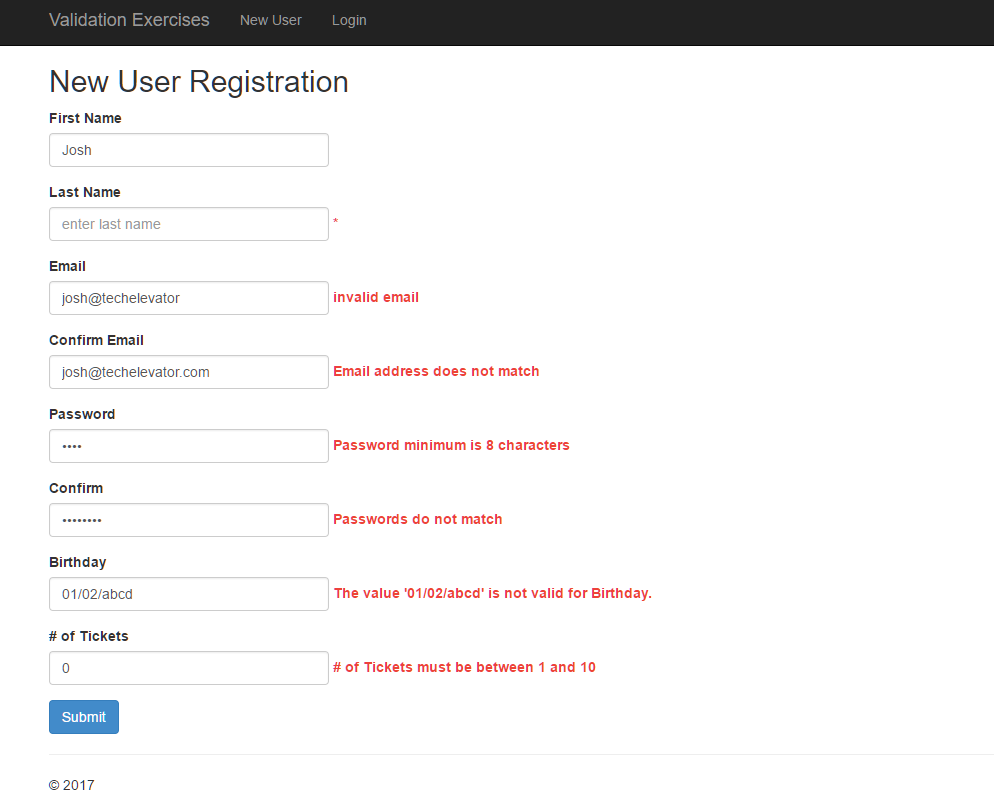 Validation Exercises New User Login
New User Registration
First Name
Josh
Last Name
enter last name *
Email
josh@techelevator invalid email
Confirm Email
josh@techelevator.com Email address does not match
Password
•••• Password minimum is 8 characters
Confirm
•••••••• Passwords do not match
Birthday
01/02/abcd The value '01/02/abcd' is not valid for Birthday.
# of Tickets
0 # of Tickets must be between 1 and 10
Submit
© 2017